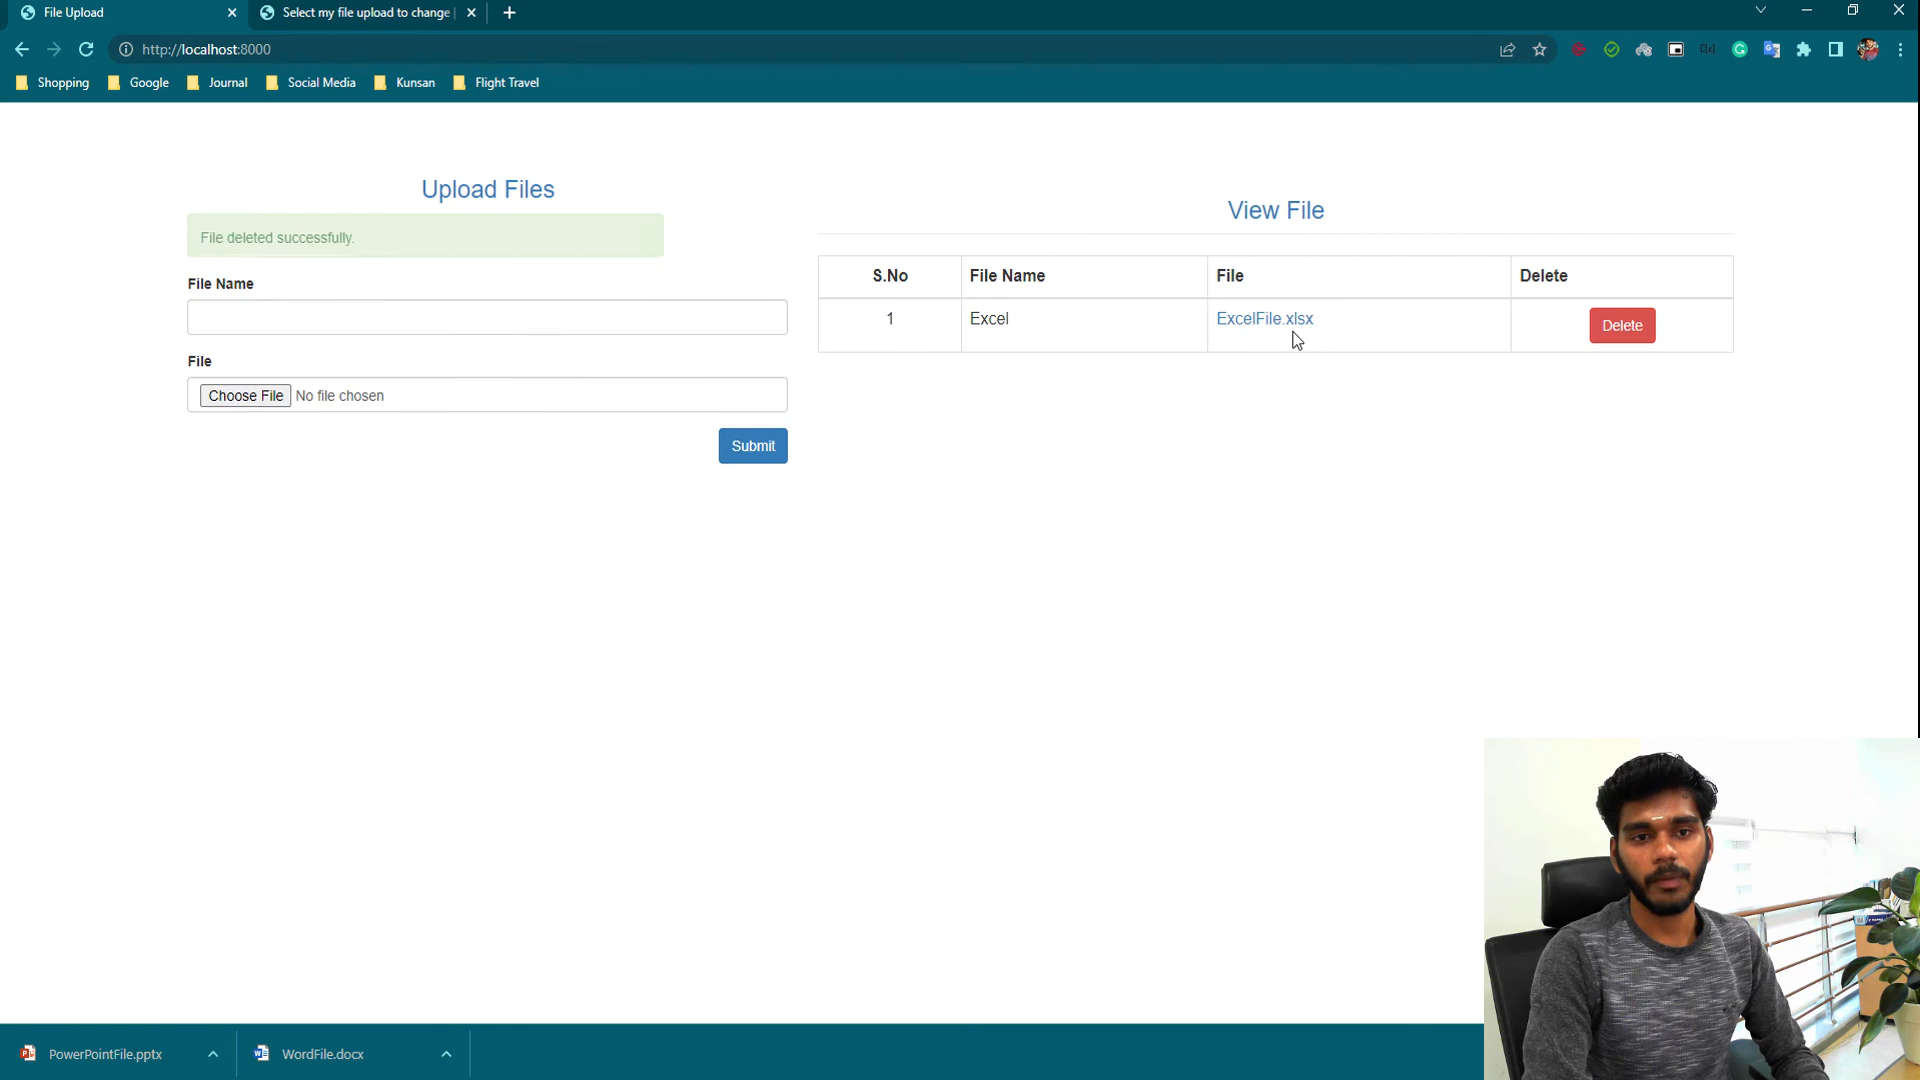 File Upload
Select my file upload to change
http://localhost:8000
Shopping
Google
Journal
Social Media
Kunsan
Flight Travel
Upload Files
File deleted successfully.
File Name
File
Choose File No file chosen
Submit
View File
S.No File Name File Delete
1 Excel ExcelFile.xlsx Delete
PowerPointFile.pptx
WordFile.docx